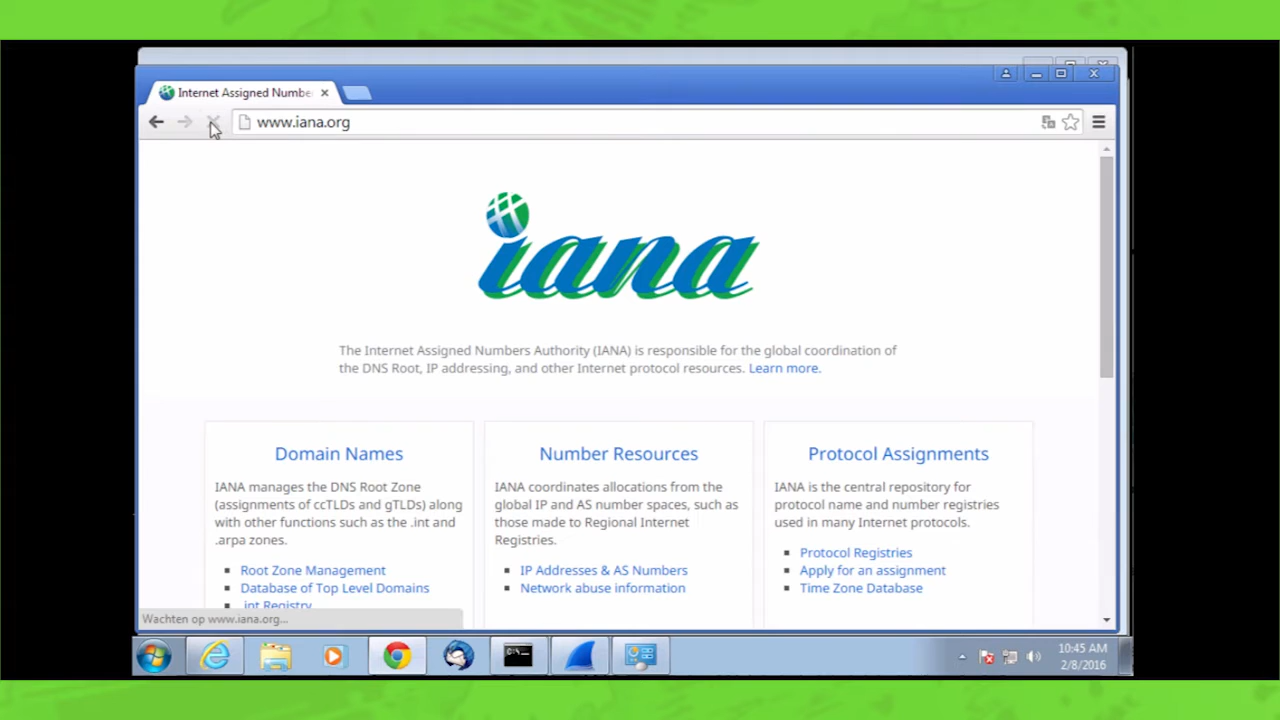 Internet Assigned Numbe
www.iana.org
iana
The Internet Assigned Numbers Authority (IANA) is responsible for the global coordination of
the DNS Root, IP addressing, and other Internet protocol resources. Learn more.
Domain Names
IANA manages the DNS Root Zone
(assignments of ccTLDs and gTLDs) along
with other functions such as the .int and
.arpa zones.
Root Zone Management
Database of Top Level Domains
.int Registry
Number Resources
IANA coordinates allocations from the
global IP and AS number spaces, such as
those made to Regional Internet
Registries.
IP Addresses & AS Numbers
Network abuse information
Protocol Assignments
IANA is the central repository for
protocol name and number registries
used in many Internet protocols.
Protocol Registries
Apply for an assignment
Time Zone Database
Wachten op www.iana.org...
10:45 AM
2/8/2016